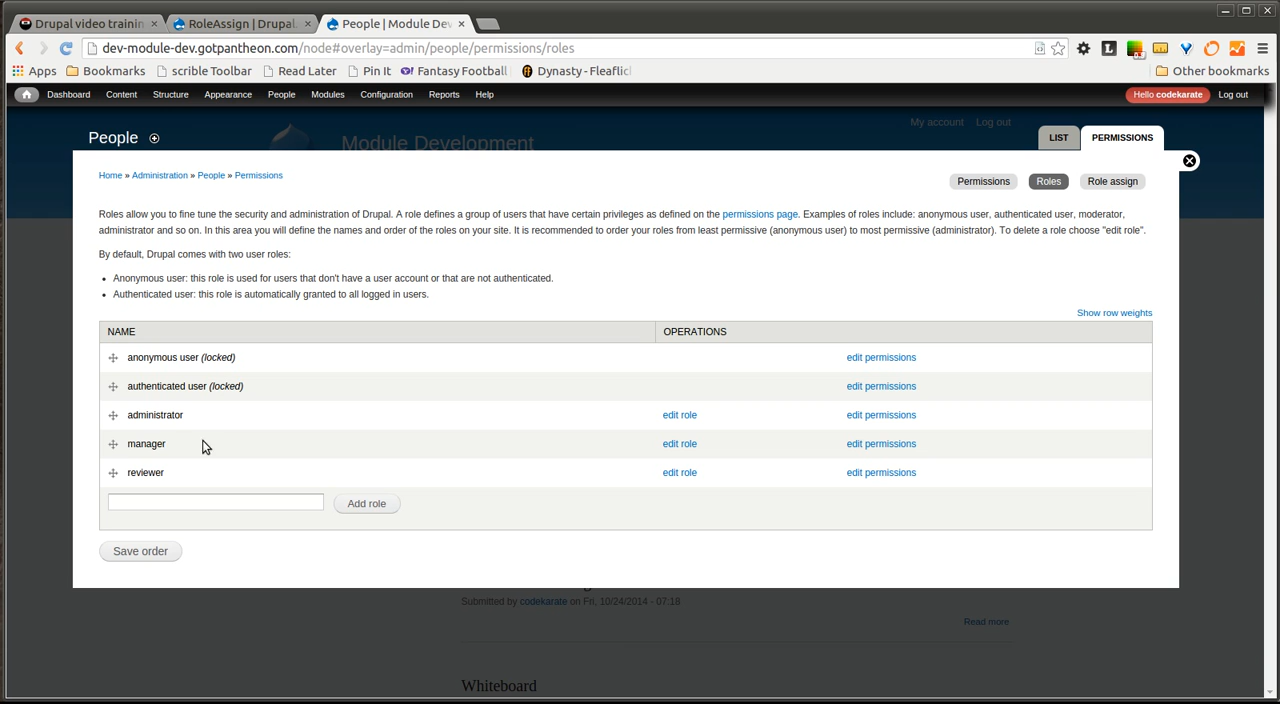 Drupal video trainin
RoleAssign | Drupal.
People | Module Dev
dev-module-dev.gotpantheon.com/node#overlay=admin/people/permissions/roles
Apps Bookmarks scrible Toolbar Read Later Pin It Fantasy Football Dynasty - Fleaflic Other bookmarks
Dashboard Content Structure Appearance People Modules Configuration Reports Help Hello codekarate Log out
My account Log out
People Module Development LIST PERMISSIONS
Home » Administration » People » Permissions
Permissions Roles Role assign
Roles allow you to fine tune the security and administration of Drupal. A role defines a group of users that have certain privileges as defined on the permissions page. Examples of roles include: anonymous user, authenticated user, moderator,
administrator and so on. In this area you will define the names and order of the roles on your site. It is recommended to order your roles from least permissive (anonymous user) to most permissive (administrator). To delete a role choose "edit role".
By default, Drupal comes with two user roles:
• Anonymous user: this role is used for users that don't have a user account or that are not authenticated.
• Authenticated user: this role is automatically granted to all logged in users.
Show row weights
NAME OPERATIONS
anonymous user (locked) edit permissions
authenticated user (locked) edit permissions
administrator edit role edit permissions
manager edit role edit permissions
reviewer edit role edit permissions
Add role
Save order
Submitted by codekarate on Fri, 10/24/2014 - 07:18
Read more
Whiteboard